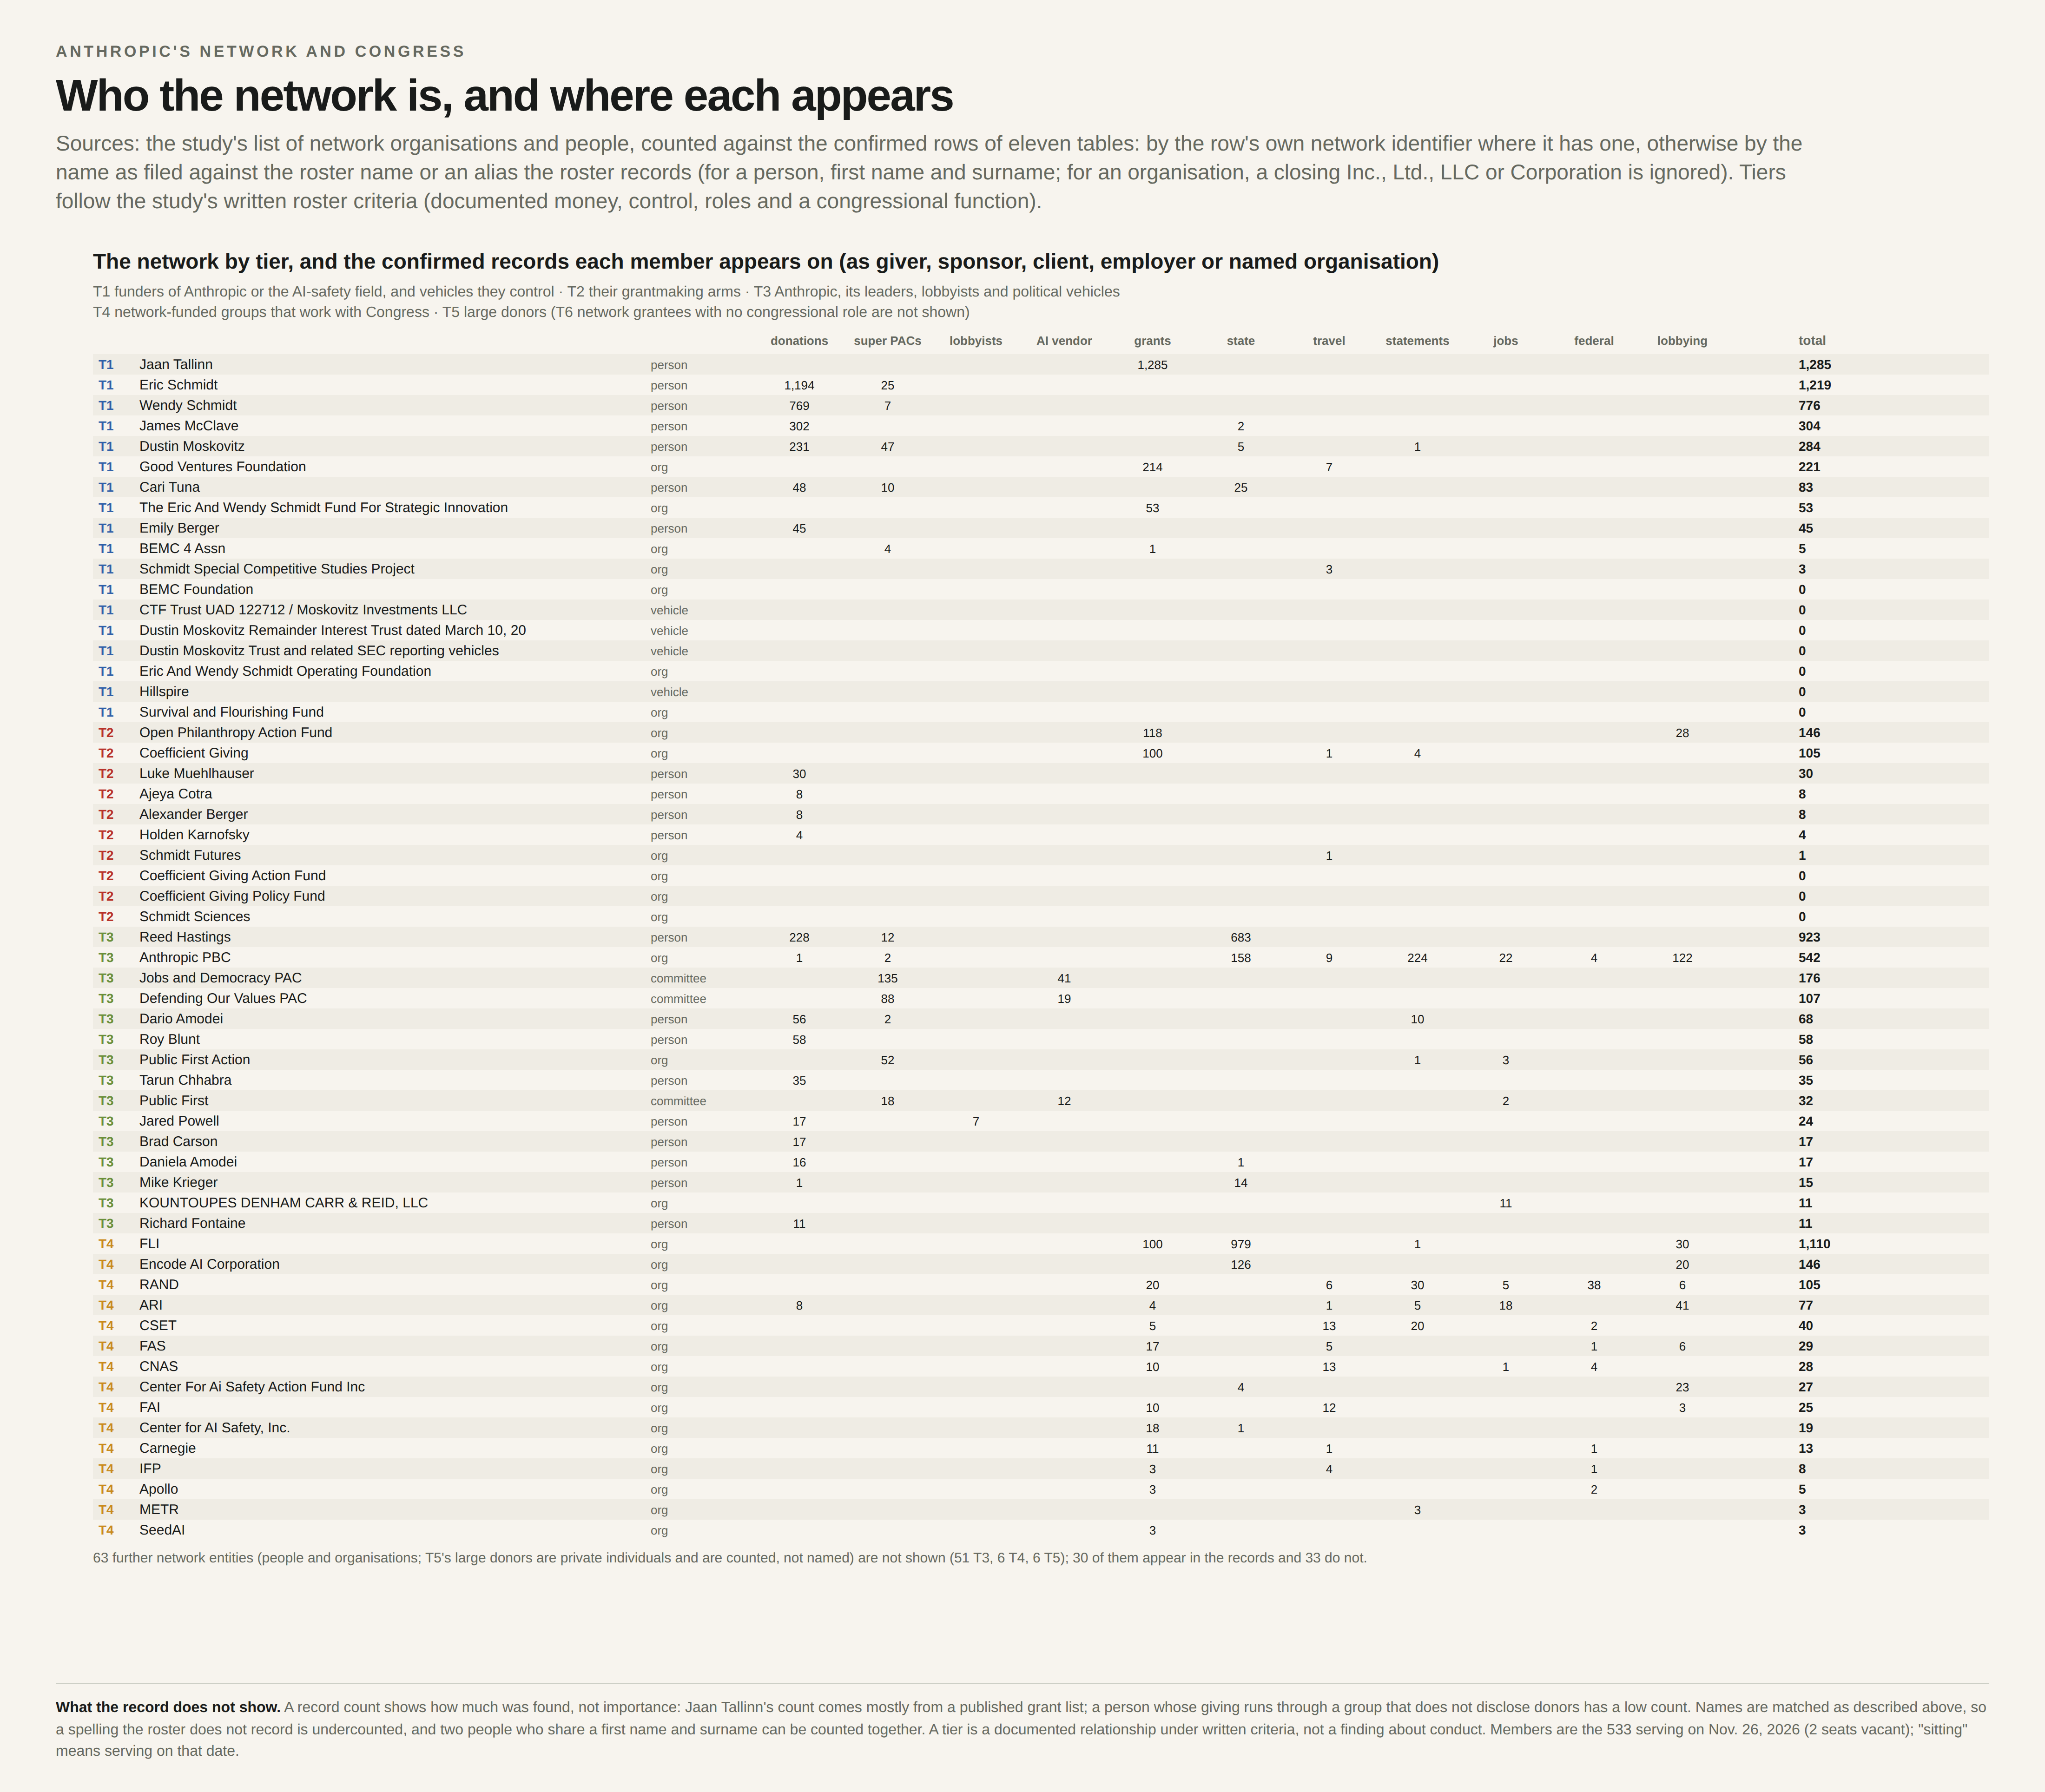 ANTHROPIC'S NETWORK AND CONGRESS
Who the network is, and where each appears
Sources: the study's list of network organisations and people, counted against the confirmed rows of eleven tables: by the row's own network identifier where it has one, otherwise by the
name as filed against the roster name or an alias the roster records (for a person, first name and surname; for an organisation, a closing Inc., Ltd., LLC or Corporation is ignored). Tiers
follow the study's written roster criteria (documented money, control, roles and a congressional function).
The network by tier, and the confirmed records each member appears on (as giver, sponsor, client, employer or named organisation)
T1 funders of Anthropic or the AI-safety field, and vehicles they control · T2 their grantmaking arms · T3 Anthropic, its leaders, lobbyists and political vehicles
T4 network-funded groups that work with Congress · T5 large donors (T6 network grantees with no congressional role are not shown)
donations super PACs lobbyists AI vendor grants state travel statements jobs federal lobbying total
T1 Jaan Tallinn person 1,285 1,285
T1 Eric Schmidt person 1,194 25 1,219
T1 Wendy Schmidt person 769 7 776
T1 James McClave person 302 2 304
T1 Dustin Moskovitz person 231 47 5 1 284
T1 Good Ventures Foundation org 214 7 221
T1 Cari Tuna person 48 10 25 83
T1 The Eric And Wendy Schmidt Fund For Strategic Innovation org 53 53
T1 Emily Berger person 45 45
T1 BEMC 4 Assn org 4 1 5
T1 Schmidt Special Competitive Studies Project org 3 3
T1 BEMC Foundation org 0
T1 CTF Trust UAD 122712 / Moskovitz Investments LLC vehicle 0
T1 Dustin Moskovitz Remainder Interest Trust dated March 10, 20 vehicle 0
T1 Dustin Moskovitz Trust and related SEC reporting vehicles vehicle 0
T1 Eric And Wendy Schmidt Operating Foundation org 0
T1 Hillspire vehicle 0
T1 Survival and Flourishing Fund org 0
T2 Open Philanthropy Action Fund org 118 28 146
T2 Coefficient Giving org 100 1 4 105
T2 Luke Muehlhauser person 30 30
T2 Ajeya Cotra person 8 8
T2 Alexander Berger person 8 8
T2 Holden Karnofsky person 4 4
T2 Schmidt Futures org 1 1
T2 Coefficient Giving Action Fund org 0
T2 Coefficient Giving Policy Fund org 0
T2 Schmidt Sciences org 0
T3 Reed Hastings person 228 12 683 923
T3 Anthropic PBC org 1 2 158 9 224 22 4 122 542
T3 Jobs and Democracy PAC committee 135 41 176
T3 Defending Our Values PAC committee 88 19 107
T3 Dario Amodei person 56 2 10 68
T3 Roy Blunt person 58 58
T3 Public First Action org 52 1 3 56
T3 Tarun Chhabra person 35 35
T3 Public First committee 18 12 2 32
T3 Jared Powell person 17 7 24
T3 Brad Carson person 17 17
T3 Daniela Amodei person 16 1 17
T3 Mike Krieger person 1 14 15
T3 KOUNTOUPES DENHAM CARR & REID, LLC org 11 11
T3 Richard Fontaine person 11 11
T4 FLI org 100 979 1 30 1,110
T4 Encode AI Corporation org 126 20 146
T4 RAND org 20 6 30 5 38 6 105
T4 ARI org 8 4 1 5 18 41 77
T4 CSET org 5 13 20 2 40
T4 FAS org 17 5 1 6 29
T4 CNAS org 10 13 1 4 28
T4 Center For Ai Safety Action Fund Inc org 4 23 27
T4 FAI org 10 12 3 25
T4 Center for AI Safety, Inc. org 18 1 19
T4 Carnegie org 11 1 1 13
T4 IFP org 3 4 1 8
T4 Apollo org 3 2 5
T4 METR org 3 3
T4 SeedAI org 3 3
63 further network entities (people and organisations; T5's large donors are private individuals and are counted, not named) are not shown (51 T3, 6 T4, 6 T5); 30 of them appear in the records and 33 do not.
What the record does not show. A record count shows how much was found, not importance: Jaan Tallinn's count comes mostly from a published grant list; a person whose giving runs through a group that does not disclose donors has a low count. Names are matched as described above, so
a spelling the roster does not record is undercounted, and two people who share a first name and surname can be counted together. A tier is a documented relationship under written criteria, not a finding about conduct. Members are the 533 serving on Nov. 26, 2026 (2 seats vacant); "sitting"
means serving on that date.